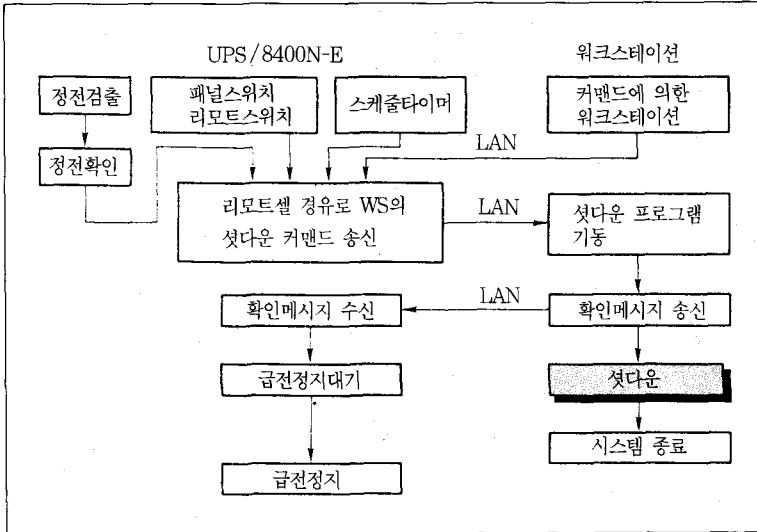 UPS/8400N-E
워크스테이션
정전검출
패널스위치
리모트스위치
스케줄타이머
커맨드에 의한
워크스테이션
LAN
정전확인
리모트셀 경유로 WS의
셧다운 커맨드 송신
LAN
셧다운 프로그램
기동
확인메시지 수신
LAN
확인메시지 송신
급전정지대기
셧다운
시스템 종료
급전정지